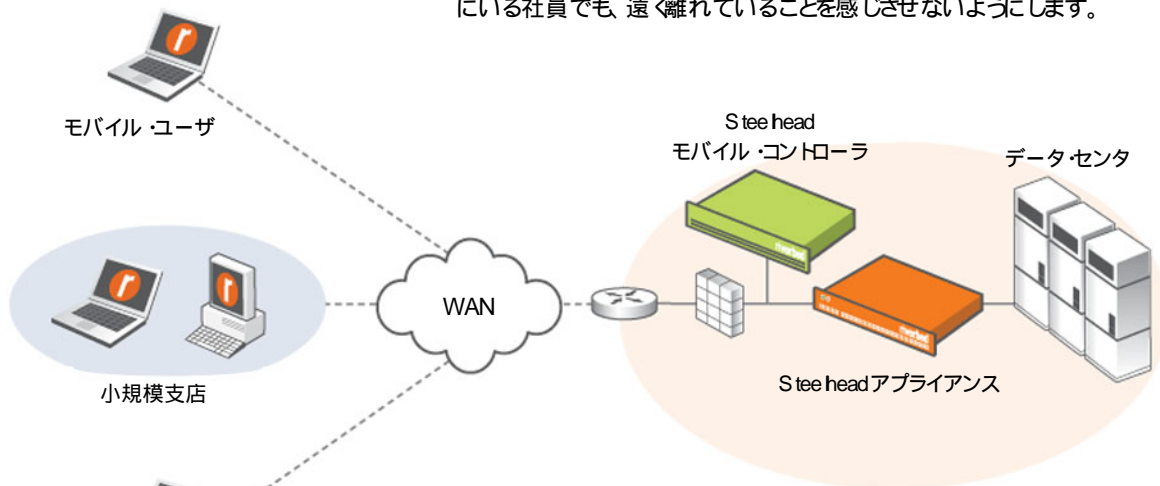 にいる社員でも、遠く離れていることを感じさせないようにします。
モバイル・ユーザ
Steelhead
モバイル・コントローラ
データ・センタ
riverbed
WAN
riverbed
小規模支店
Steelheadアプライアンス